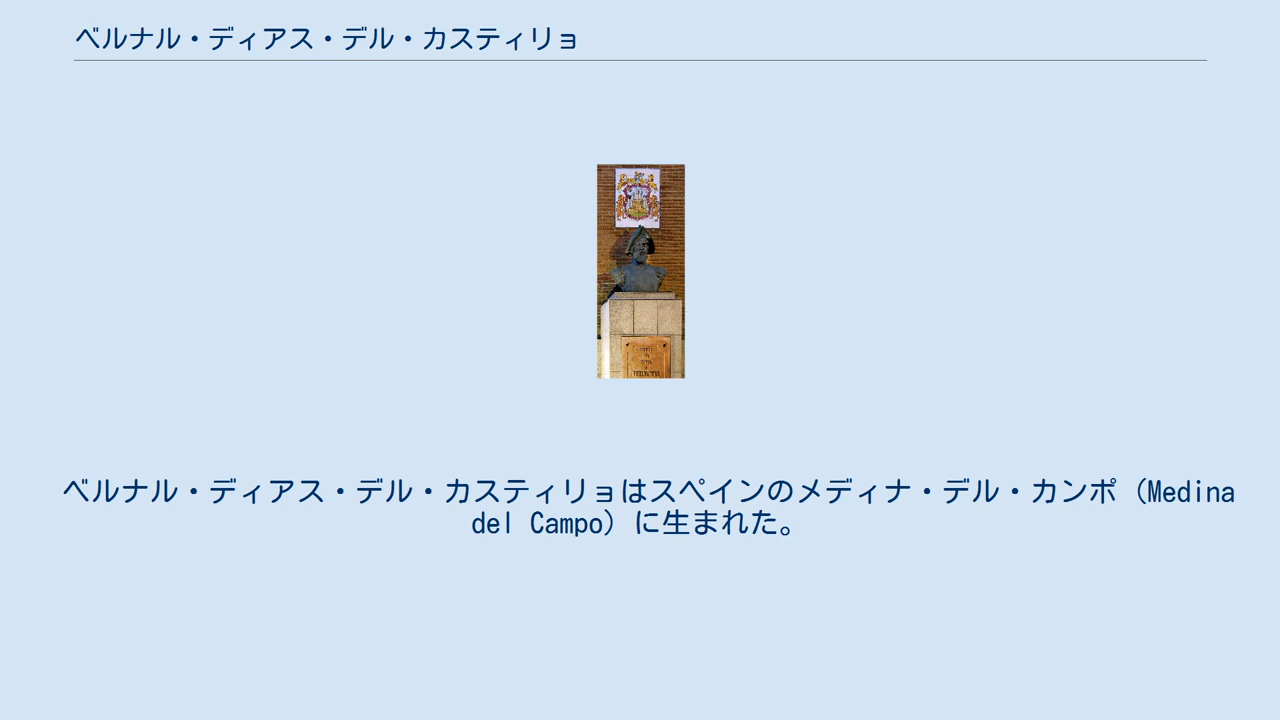 ベルナル・ディアス・デル・カスティリョ
ベルナル・ディアス・デル・カスティリョはスペインのメディナ・デル・カンポ（Medina
del Campo）に生まれた。